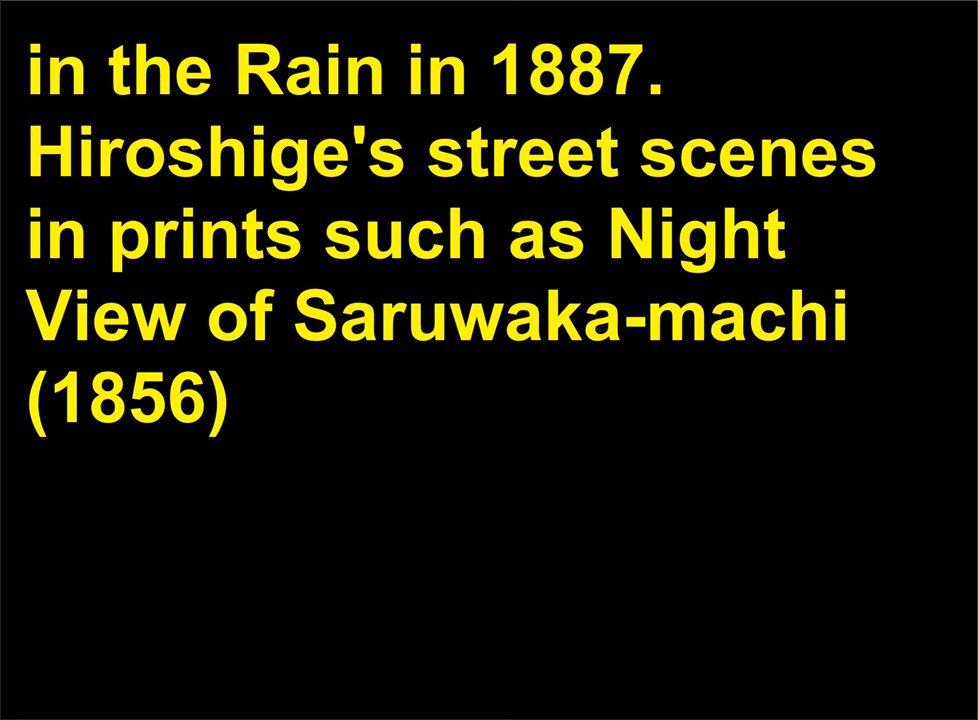 in the Rain in 1887.
Hiroshige's street scenes
in prints such as Night
View of Saruwaka-machi
(1856)